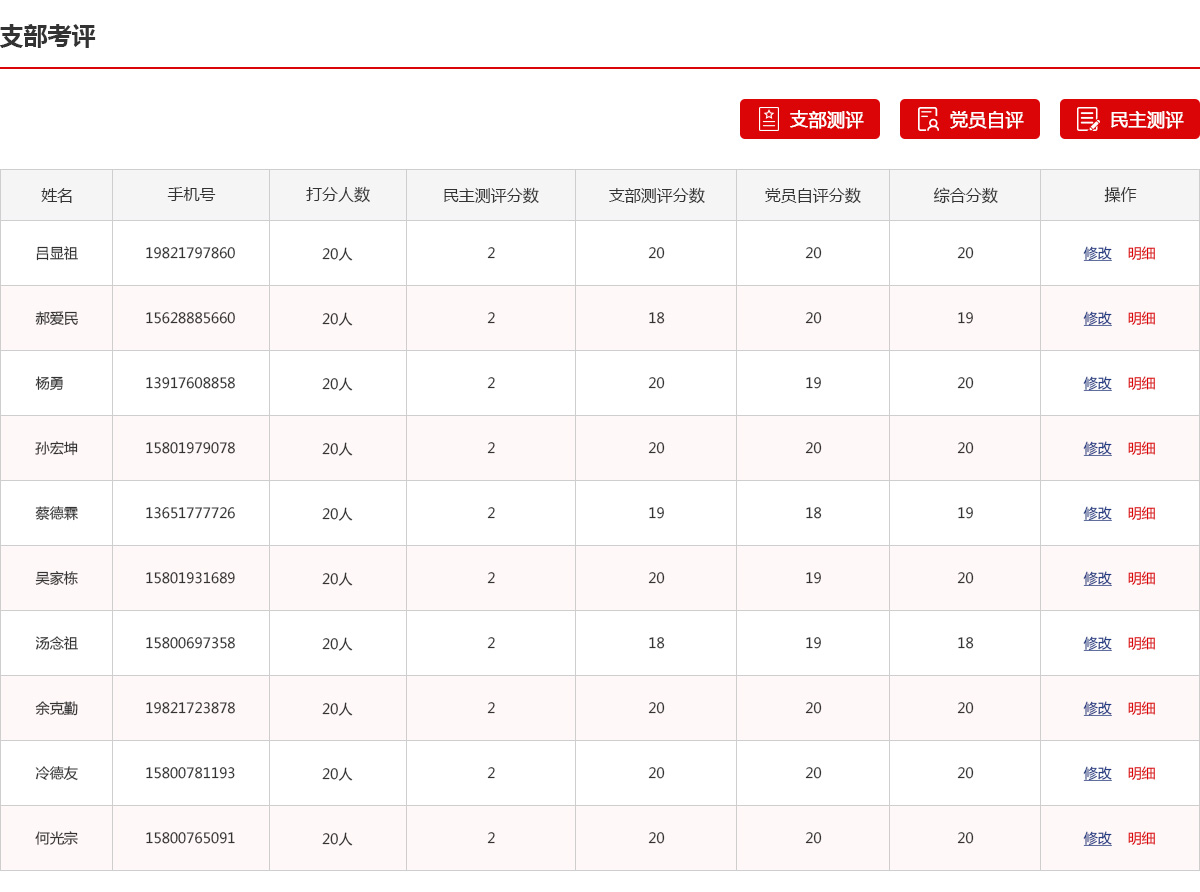 支部考评
支部测评 党员自评 民主测评
姓名 手机号 打分人数 民主测评分数 支部测评分数 党员自评分数 综合分数 操作
吕显祖 19821797860 20人 2 20 20 20 修改 明细
郝爱民 15628885660 20人 2 18 20 19 修改 明细
杨勇 13917608858 20人 2 20 19 20 修改 明细
孙宏坤 15801979078 20人 2 20 20 20 修改 明细
蔡德霖 13651777726 20人 2 19 18 19 修改 明细
吴家栋 15801931689 20人 2 20 19 20 修改 明细
汤念祖 15800697358 20人 2 18 19 18 修改 明细
余克勤 19821723878 20人 2 20 20 20 修改 明细
冷德友 15800781193 20人 2 20 20 20 修改 明细
何光宗 15800765091 20人 2 20 20 20 修改 明细